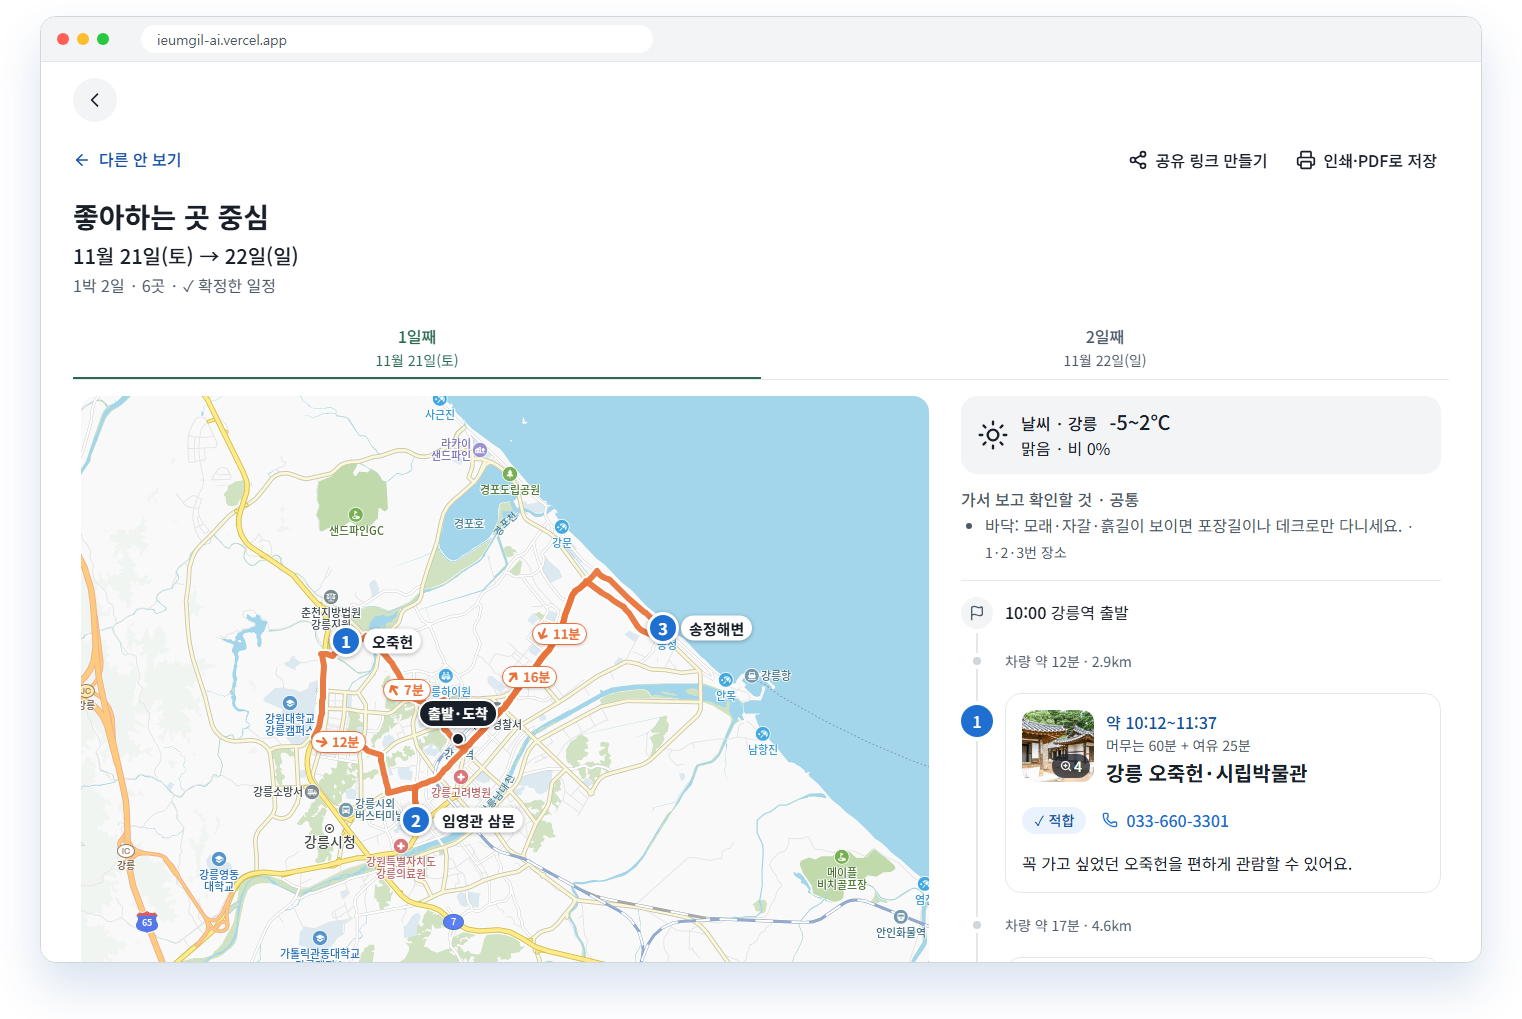 ieumgil-ai.vercel.app
다른 안 보기
공유 링크 만들기
인쇄·PDF로 저장
좋아하는 곳 중심
11월 21일(토) → 22일(일)
1박 2일 · 6곳 · ✓ 확정한 일정
1일째
11월 21일(토)
2일째
11월 22일(일)
사근진
라카이
샌드파인
경포도립공원
샌드파인GC
경포호
경포천
강문
춘천지방법원
강릉지원
1
오죽헌
11분
3
송정해변
16분
7분
강릉항
안목
출발·도착
경찰서
강원대학교
강릉캠퍼스
12분
남항진
강릉고려병원
강릉소방서
강릉시외
버스터미널
강릉남대천
2
임영관 삼문
강릉시청
IC
강릉
강원특별자치도
강릉의료원
강릉영동
대학교
메이플
비치골프장
65
7
안인화물역
가톨릭관동대학교
날씨 · 강릉 -5~2°C
맑음 · 비 0%
가서 보고 확인할 것 · 공통
바닥: 모래·자갈·흙길이 보이면 포장길이나 데크로만 다니세요. ·
1·2·3번 장소
10:00 강릉역 출발
차량 약 12분 · 2.9km
1
약 10:12~11:37
머무는 60분 + 여유 25분
강릉 오죽헌·시립박물관
4
✓ 적합
033-660-3301
꼭 가고 싶었던 오죽헌을 편하게 관람할 수 있어요.
차량 약 17분 · 4.6km